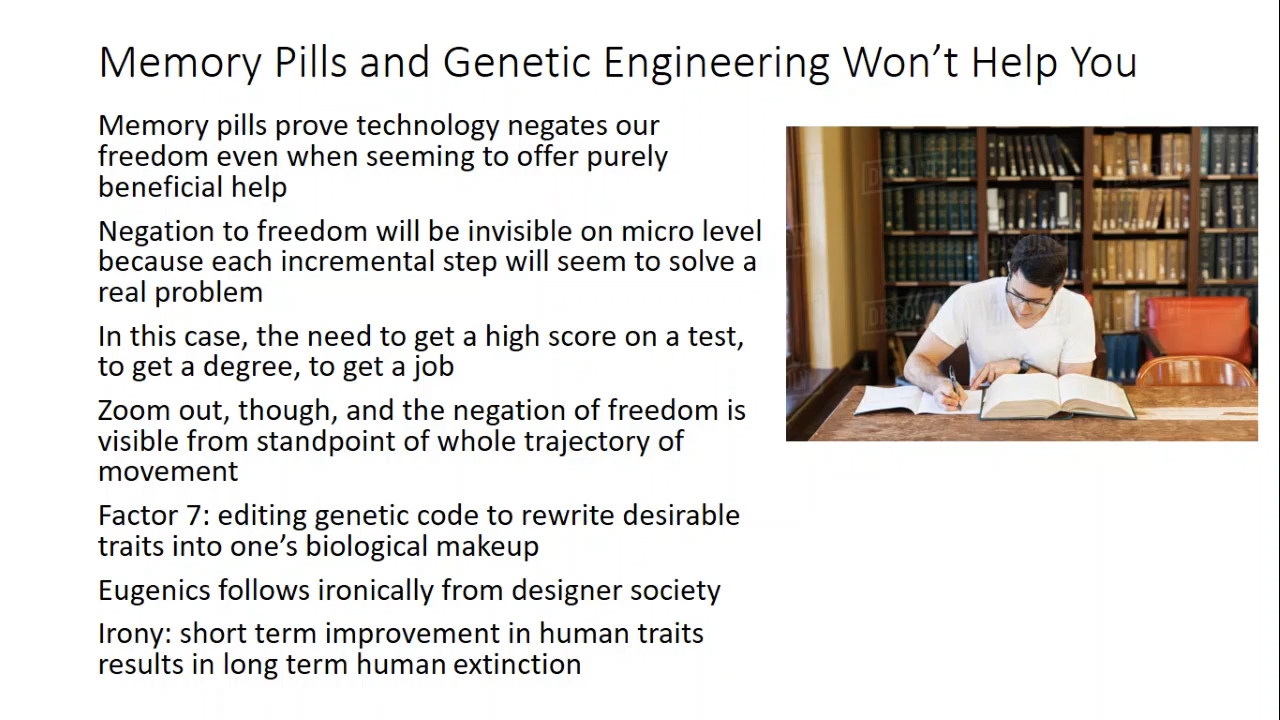 Memory Pills and Genetic Engineering Won’t Help You
Memory pills prove technology negates our
freedom even when seeming to offer purely
beneficial help
Negation to freedom will be invisible on micro level
because each incremental step will seem to solve a
real problem
In this case, the need to get a high score on a test,
to get a degree, to get a job
Zoom out, though, and the negation of freedom is
visible from standpoint of whole trajectory of
movement
Factor 7: editing genetic code to rewrite desirable
traits into one’s biological makeup
Eugenics follows ironically from designer society
Irony: short term improvement in human traits
results in long term human extinction